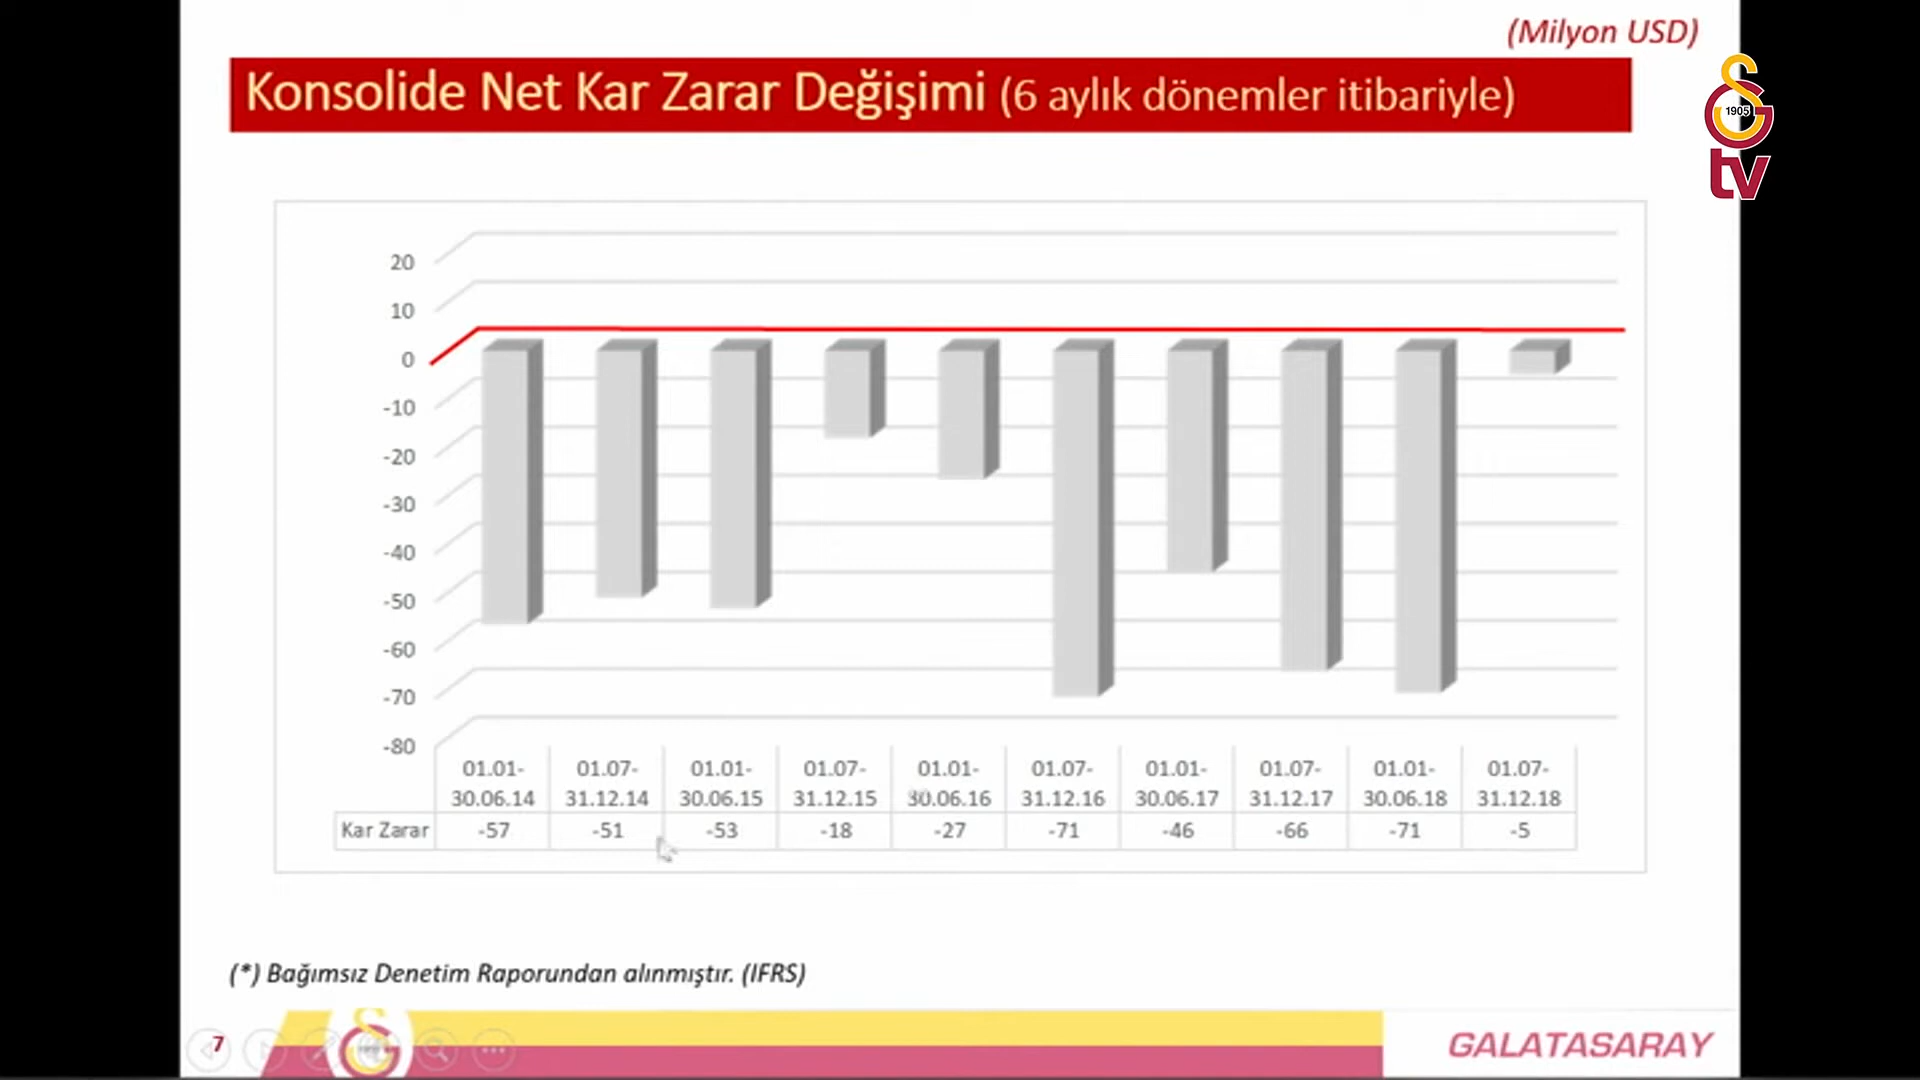 (Milyon USD)
Konsolide Net Kar Zarar Değişimi (6 aylık dönemler itibariyle)
1905
tv
20
10
0
-10
-20
-30
-40
-50
-60
-70
-80
01.01- 01.07- 01.01- 01.07- 01.01- 01.07- 01.01- 01.07- 01.01- 01.07-
30.06.14 31.12.14 30.06.15 31.12.15 30.06.16 31.12.16 30.06.17 31.12.17 30.06.18 31.12.18
Kar Zarar -57 -51 -53 -18 -27 -71 -46 -66 -71 -5
(*) Bağımsız Denetim Raporundan alınmıştır. (IFRS)
7
GALATASARAY